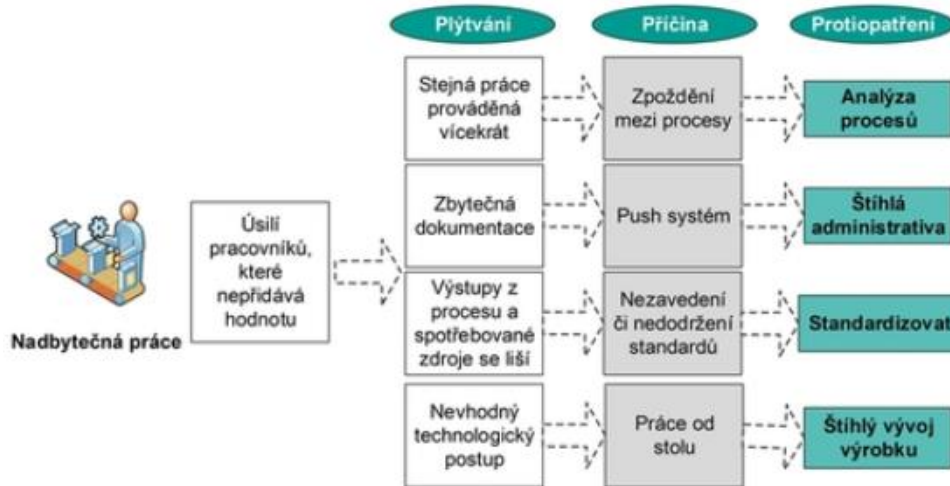 Plýtvání
Příčina
Protiopatření
Stejná práce
prováděná
vícekrát
Zpoždění
mezi procesy
Analýza
procesů
Úsilí
pracovníků,
které
nepřidává
hodnotu
Nadbytečná práce
Zbytečná
dokumentace
Push systém
Štíhlá
administrativa
Výstupy z
procesu a
spotřebované
zdroje se liší
Nezavedení
či nedodržení
standardů
Standardizovat
Nevhodný
technologický
postup
Práce od
stolu
Štíhlý vývoj
výrobku